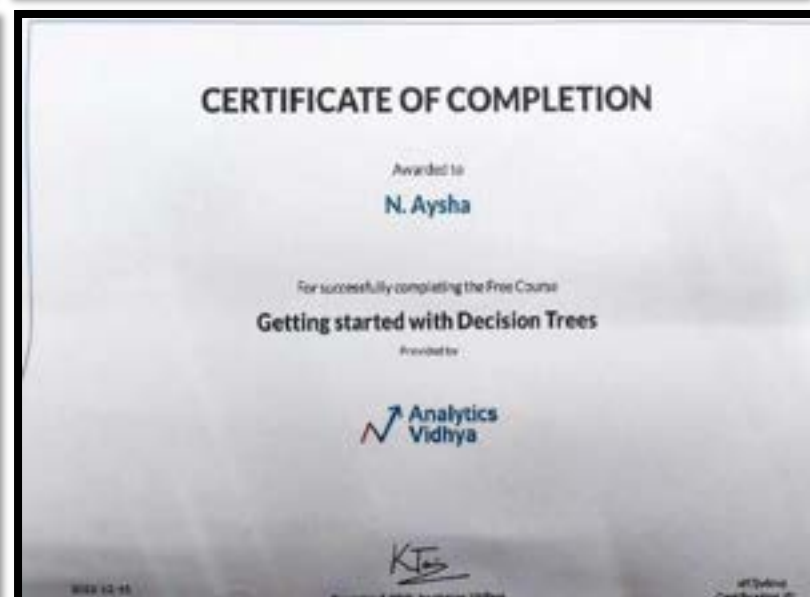 CERTIFICATE OF COMPLETION
Awarded to
N. Aysha
For successfully completing the Free Course
Getting started with Decision Trees
Provided by
Analytics
Vidhya